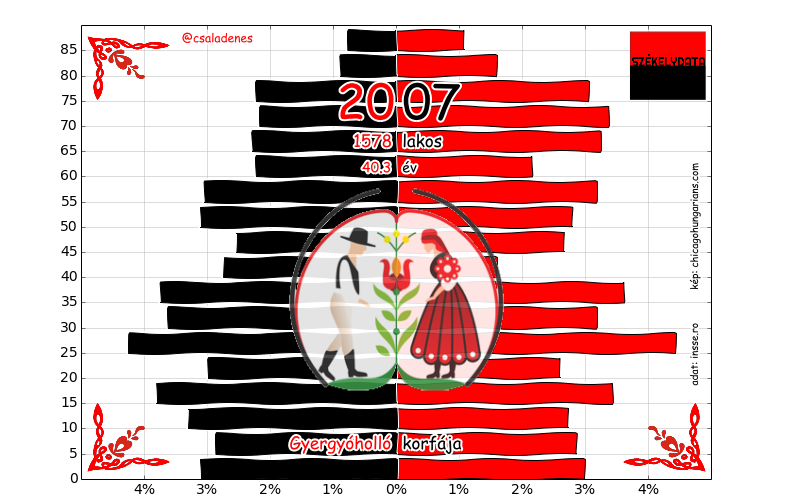 @csaladenes
SZÉKELYDATA
2007
1578 lakos
40.3 év
kép: chicagohungarians.com
adat: insse.ro
Gyergyóholló korfája
85
80
75
70
65
60
55
50
45
40
35
30
25
20
15
10
5
0
4% 3% 2% 1% 0% 1% 2% 3% 4%